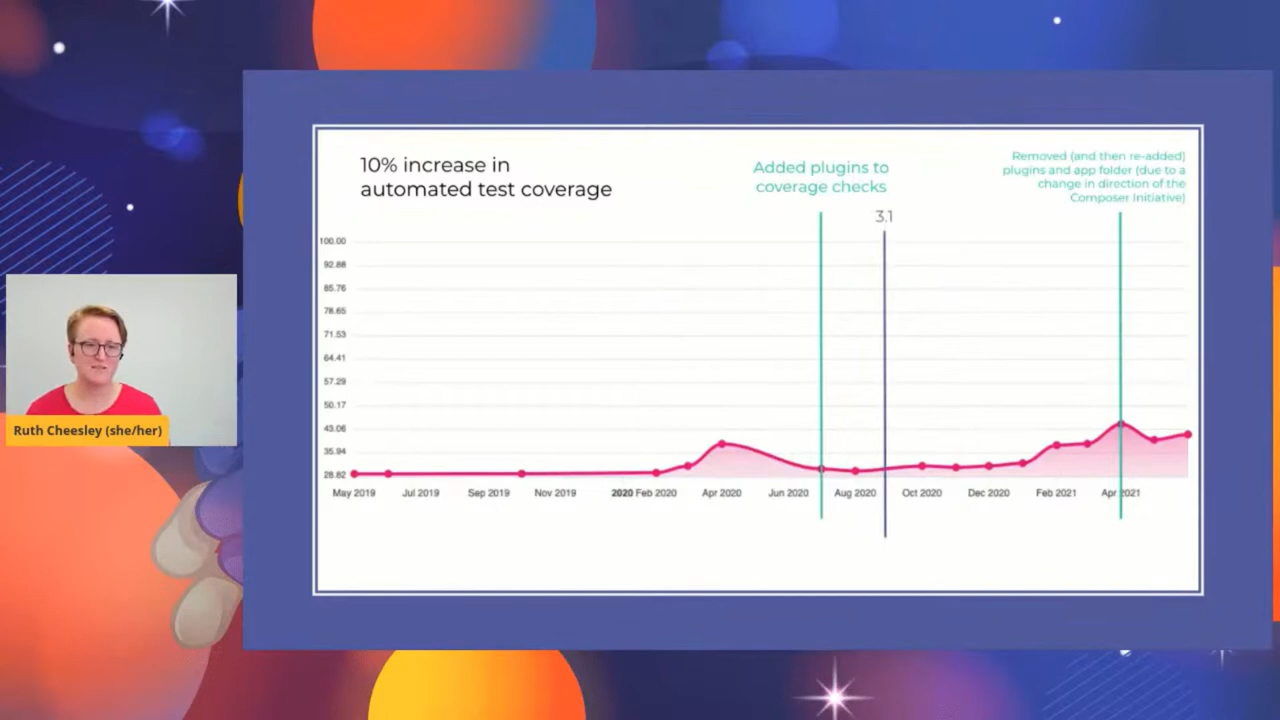 10% increase in
automated test coverage
Added plugins to
coverage checks
Removed (and then re-added)
plugins and app folder (due to a
change in direction of the
Composer Initiative)
3.1
100.00
92.88
85.76
78.65
71.53
64.41
57.29
50.17
43.06
35.94
28.82
May 2019 Jul 2019 Sep 2019 Nov 2019 2020 Feb 2020 Apr 2020 Jun 2020 Aug 2020 Oct 2020 Dec 2020 Feb 2021 Apr 2021
Ruth Cheesley (she/her)